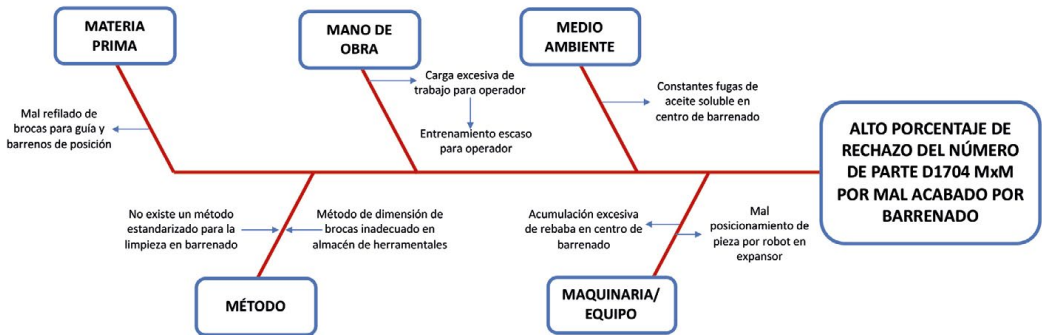 MATERIA
PRIMA
MANO DE
OBRA
MEDIO
AMBIENTE
Mal refilado de
brocas para guía y
barrenos de posición
Carga excesiva de
trabajo para operador
Entrenamiento escaso
para operador
Constantes fugas de
aceite soluble en
centro de barrenado
ALTO PORCENTAJE DE
RECHAZO DEL NÚMERO
DE PARTE D1704 MxM
POR MAL ACABADO POR
BARRENADO
No existe un método
estandarizado para la
limpieza en barrenado
Método de dimensión de
brocas inadecuado en
almacén de herramentales
Acumulación excesiva
de rebaba en centro de
barrenado
Mal
posicionamiento de
pieza por robot en
expansor
MÉTODO
MAQUINARIA/
EQUIPO